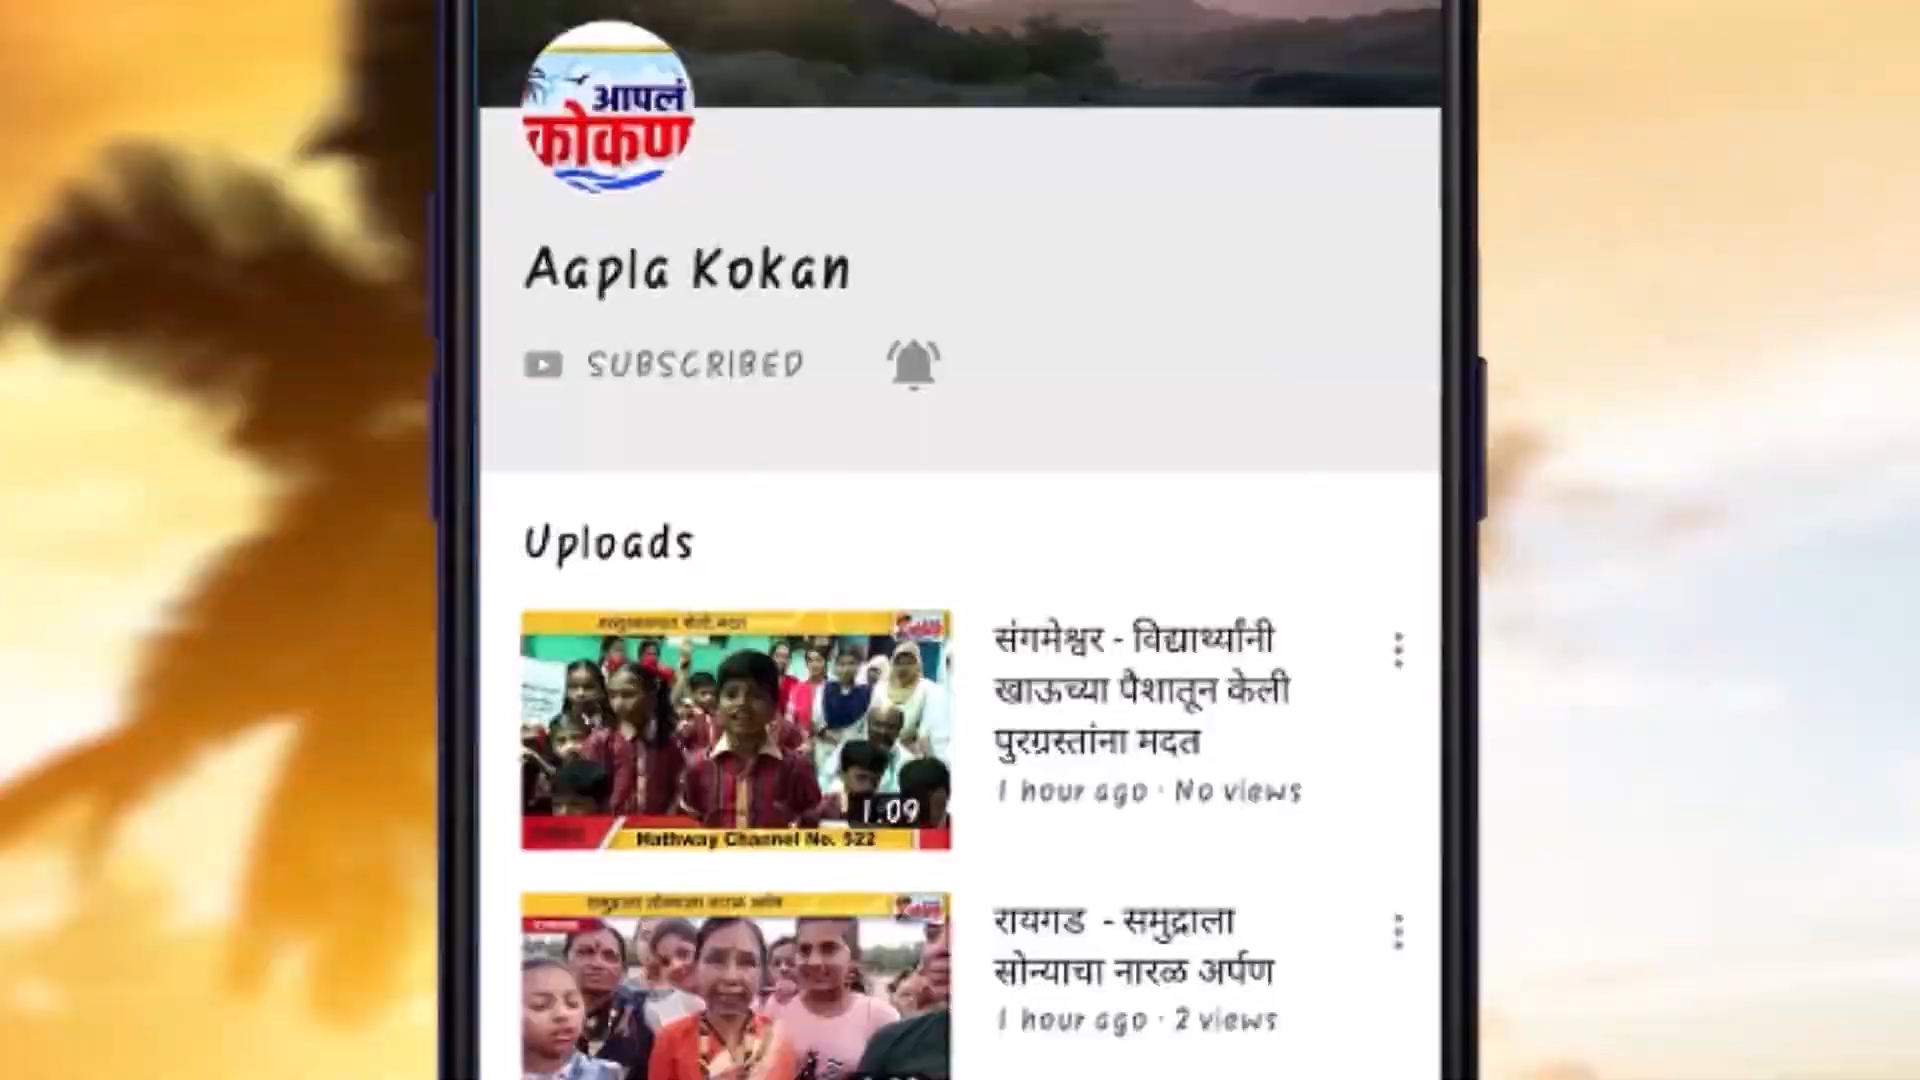 आपलं
कोकण
Aapla Kokan
SUBSCRIBED
Uploads
संगमेश्वर - विद्यार्थ्यांनी
खाऊच्या पैशातून केली
पुरग्रस्तांना मदत
1 hour ago · No views
1:09
Hathway Channel No. 522
रायगड - समुद्राला
सोन्याचा नारळ अर्पण
1 hour ago · 2 views